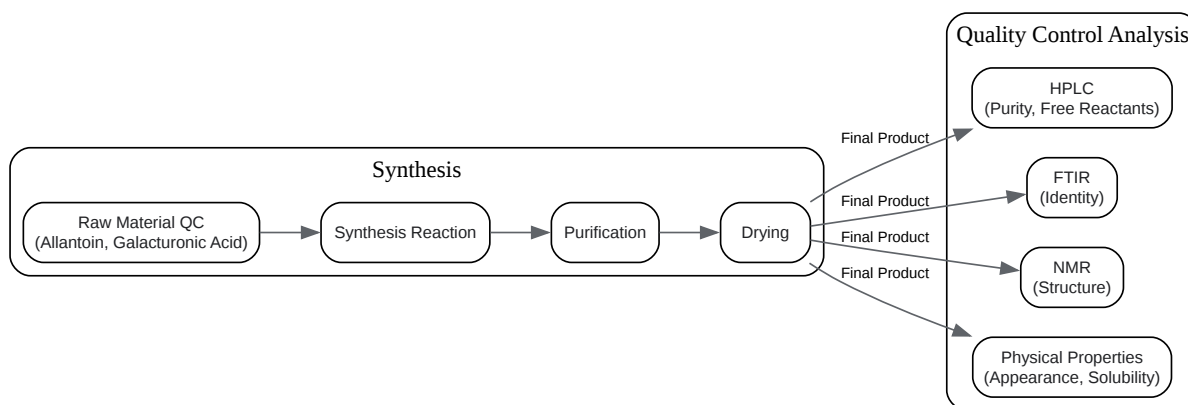 Quality Control Analysis
HPLC
(Purity, Free Reactants)
Final Product
Synthesis
FTIR
(Identity)
Final Product
Raw Material QC
(Allantoin, Galacturonic Acid)
Synthesis Reaction
Purification
Drying
Final Product
NMR
(Structure)
Final Product
Physical Properties
(Appearance, Solubility)